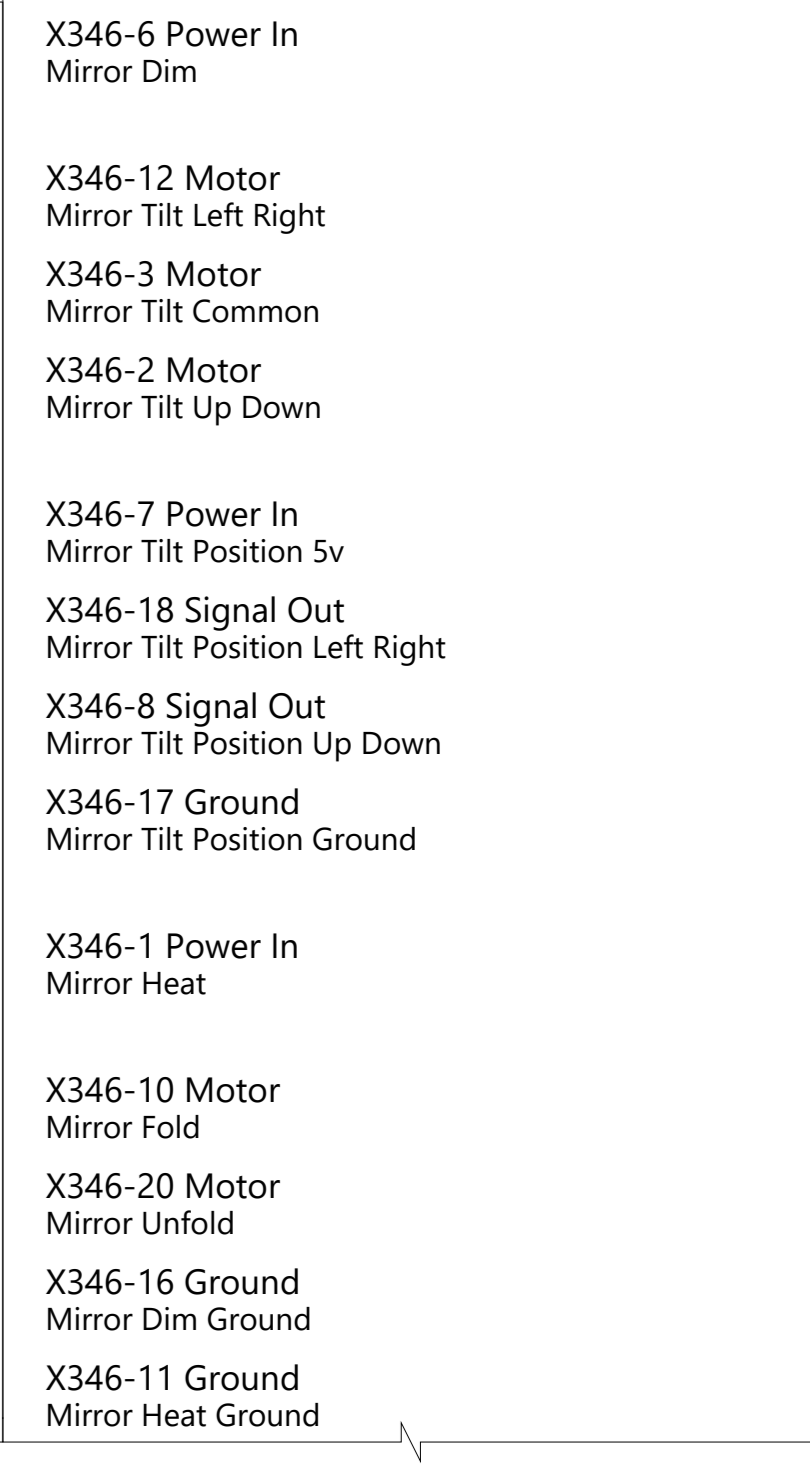 X346-6 Power In
Mirror Dim
X346-12 Motor
Mirror Tilt Left Right
X346-3 Motor
Mirror Tilt Common
X346-2 Motor
Mirror Tilt Up Down
X346-7 Power In
Mirror Tilt Position 5v
X346-18 Signal Out
Mirror Tilt Position Left Right
X346-8 Signal Out
Mirror Tilt Position Up Down
X346-17 Ground
Mirror Tilt Position Ground
X346-1 Power In
Mirror Heat
X346-10 Motor
Mirror Fold
X346-20 Motor
Mirror Unfold
X346-16 Ground
Mirror Dim Ground
X346-11 Ground
Mirror Heat Ground